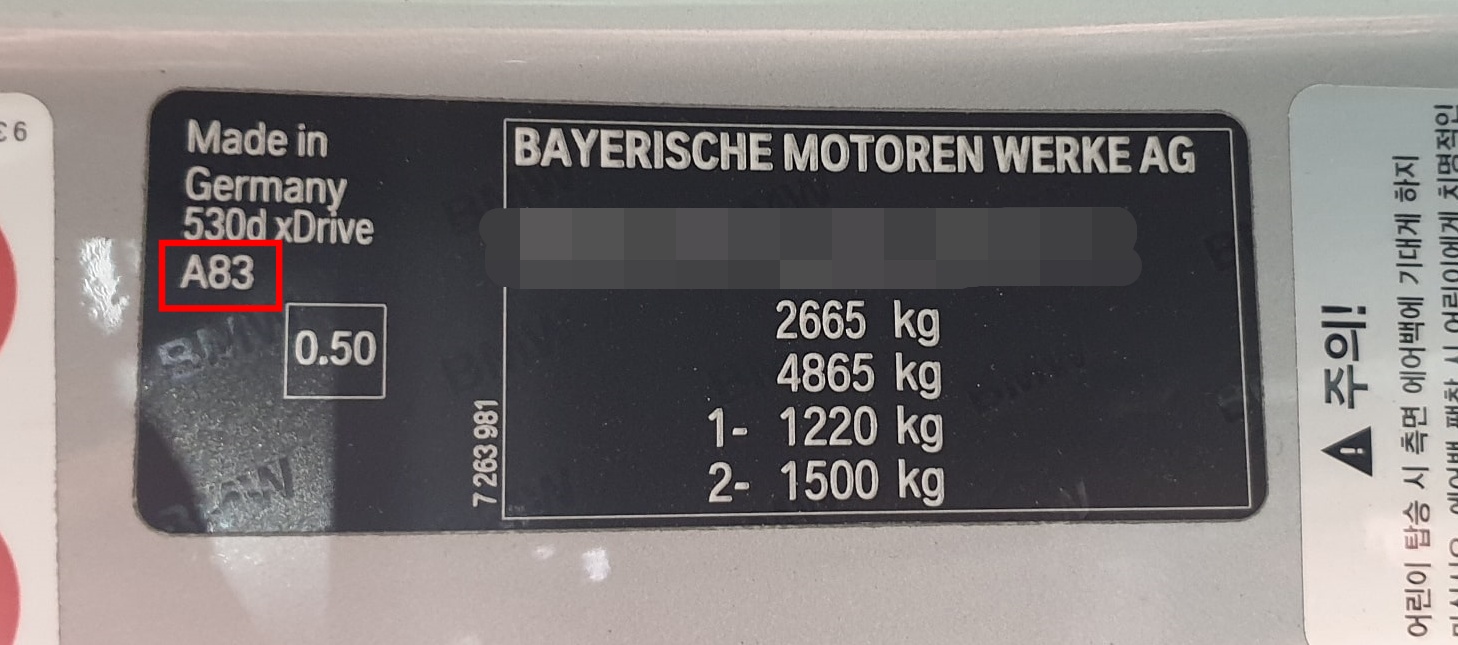 Made in
Germany
530d xDrive
A83
0.50
7 263 981
BAYERISCHE MOTOREN WERKE AG
2665 kg
4865 kg
1- 1220 kg
2- 1500 kg
주의!
어린이 탑승 시 측면 에어백에 기대게 하지